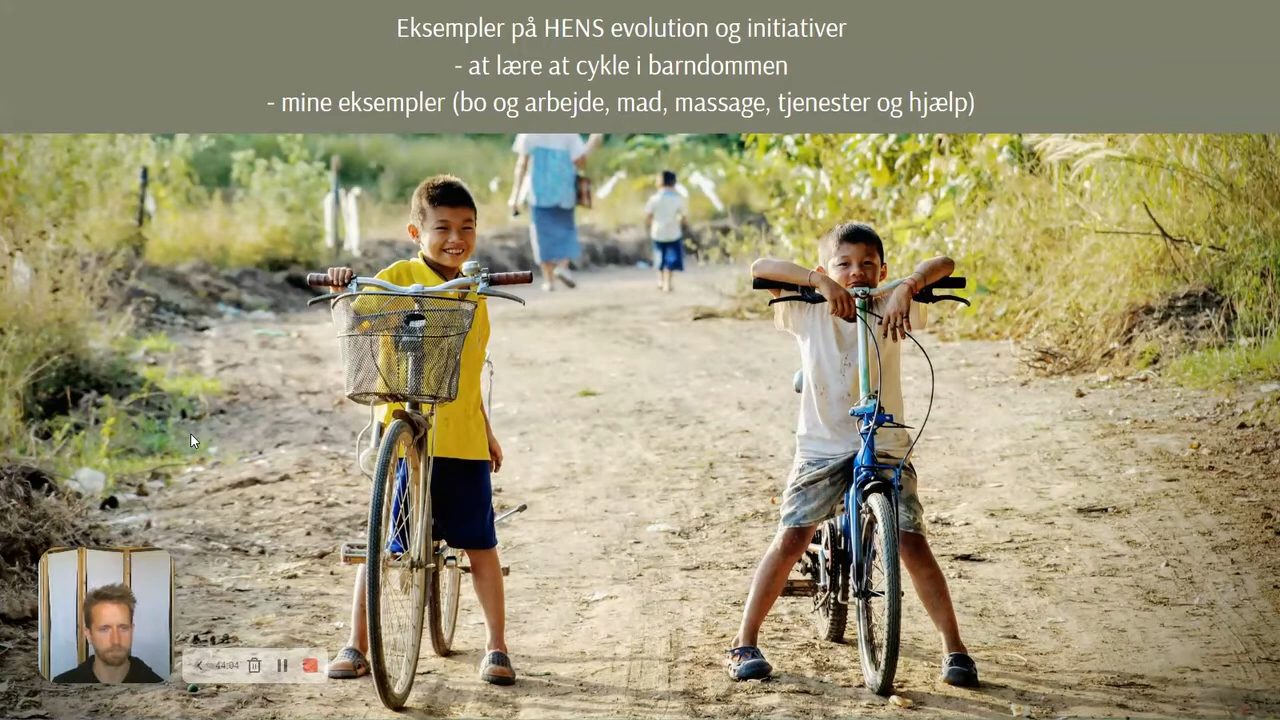 Eksempler på HENS evolution og initiativer
- at lære at cykle i barndommen
- mine eksempler (bo og arbejde, mad, massage, tjenester og hjælp)
44:04